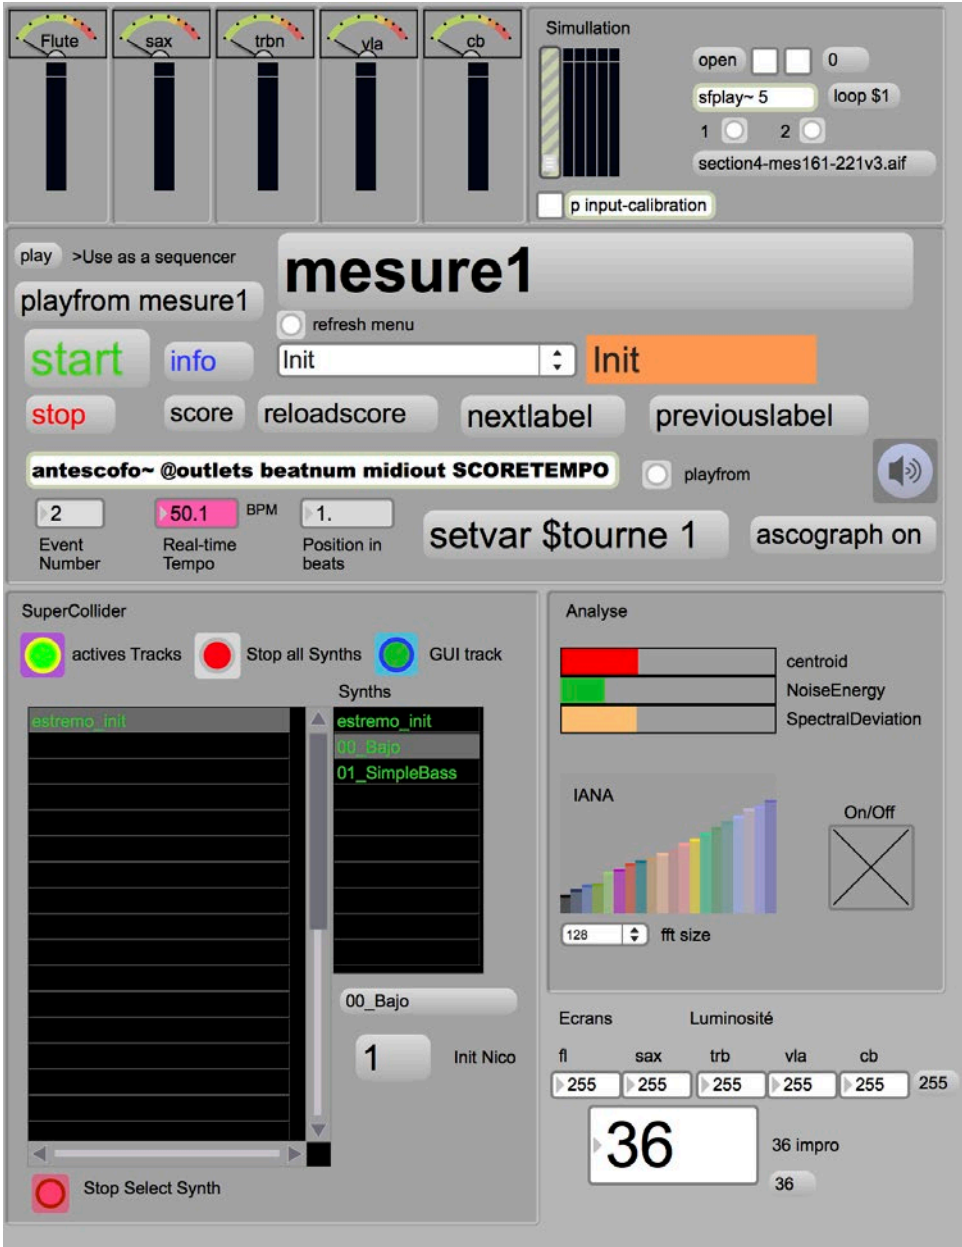 Flute
sax
trbn
vla
cb
Simullation
open
0
sfplay~ 5
loop $1
1
2
section4-mes161-221v3.aif
p input-calibration
play
>Use as a sequencer
mesure1
playfrom mesure1
refresh menu
start
info
Init
Init
stop
score
reloadscore
nextlabel
previouslabel
antescofo~ @outlets beatnum midiout SCORETEMPO
playfrom
2
50.1
BPM
1.
Event
Number
Real-time
Tempo
Position in
beats
setvar $tourne 1
ascograph on
SuperCollider
actives Tracks
Stop all Synths
GUI track
Synths
estremo_init
estremo_init
00_Bajo
01_SimpleBass
00_Bajo
1
Init Nico
Stop Select Synth
Analyse
centroid
NoiseEnergy
SpectralDeviation
IANA
On/Off
128
fft size
Ecrans
Luminosité
fl
sax
trb
vla
cb
255
255
255
255
255
255
36
36 impro
36